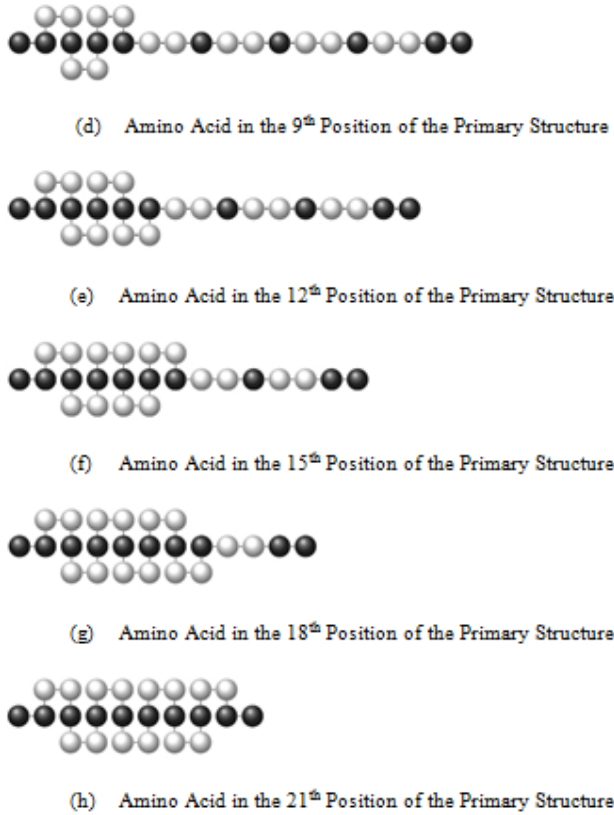 (d) Amino Acid in the 9th Position of the Primary Structure
(e) Amino Acid in the 12th Position of the Primary Structure
(f) Amino Acid in the 15th Position of the Primary Structure
(g) Amino Acid in the 18th Position of the Primary Structure
(h) Amino Acid in the 21th Position of the Primary Structure